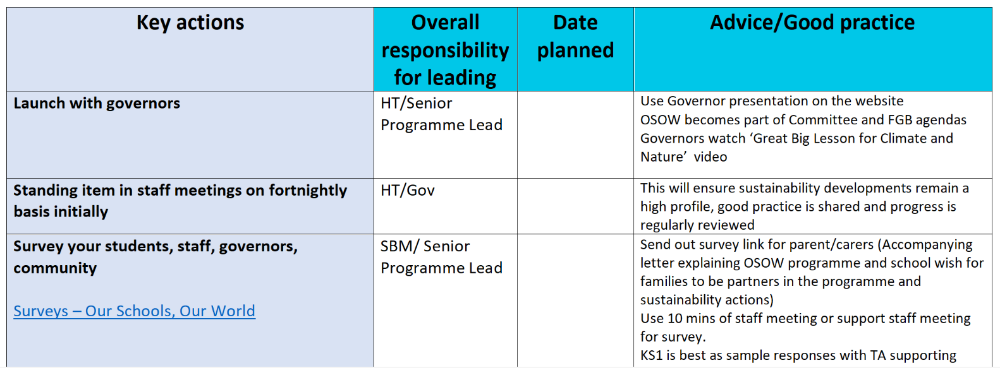 Key actions
Overall
responsibility
for leading
Date
planned
Advice/Good practice
Launch with governors
HT/Senior
Programme Lead
Use Governor presentation on the website
OSOW becomes part of Committee and FGB agendas
Governors watch ‘Great Big Lesson for Climate and
Nature’  video
Standing item in staff meetings on fortnightly
basis initially
HT/Gov
This will ensure sustainability developments remain a
high profile, good practice is shared and progress is
regularly reviewed
Survey your students, staff, governors,
community
Surveys – Our Schools, Our World
SBM/ Senior
Programme Lead
Send out survey link for parent/carers (Accompanying
letter explaining OSOW programme and school wish for
families to be partners in the programme and
sustainability actions)
Use 10 mins of staff meeting or support staff meeting
for survey.
KS1 is best as sample responses with TA supporting